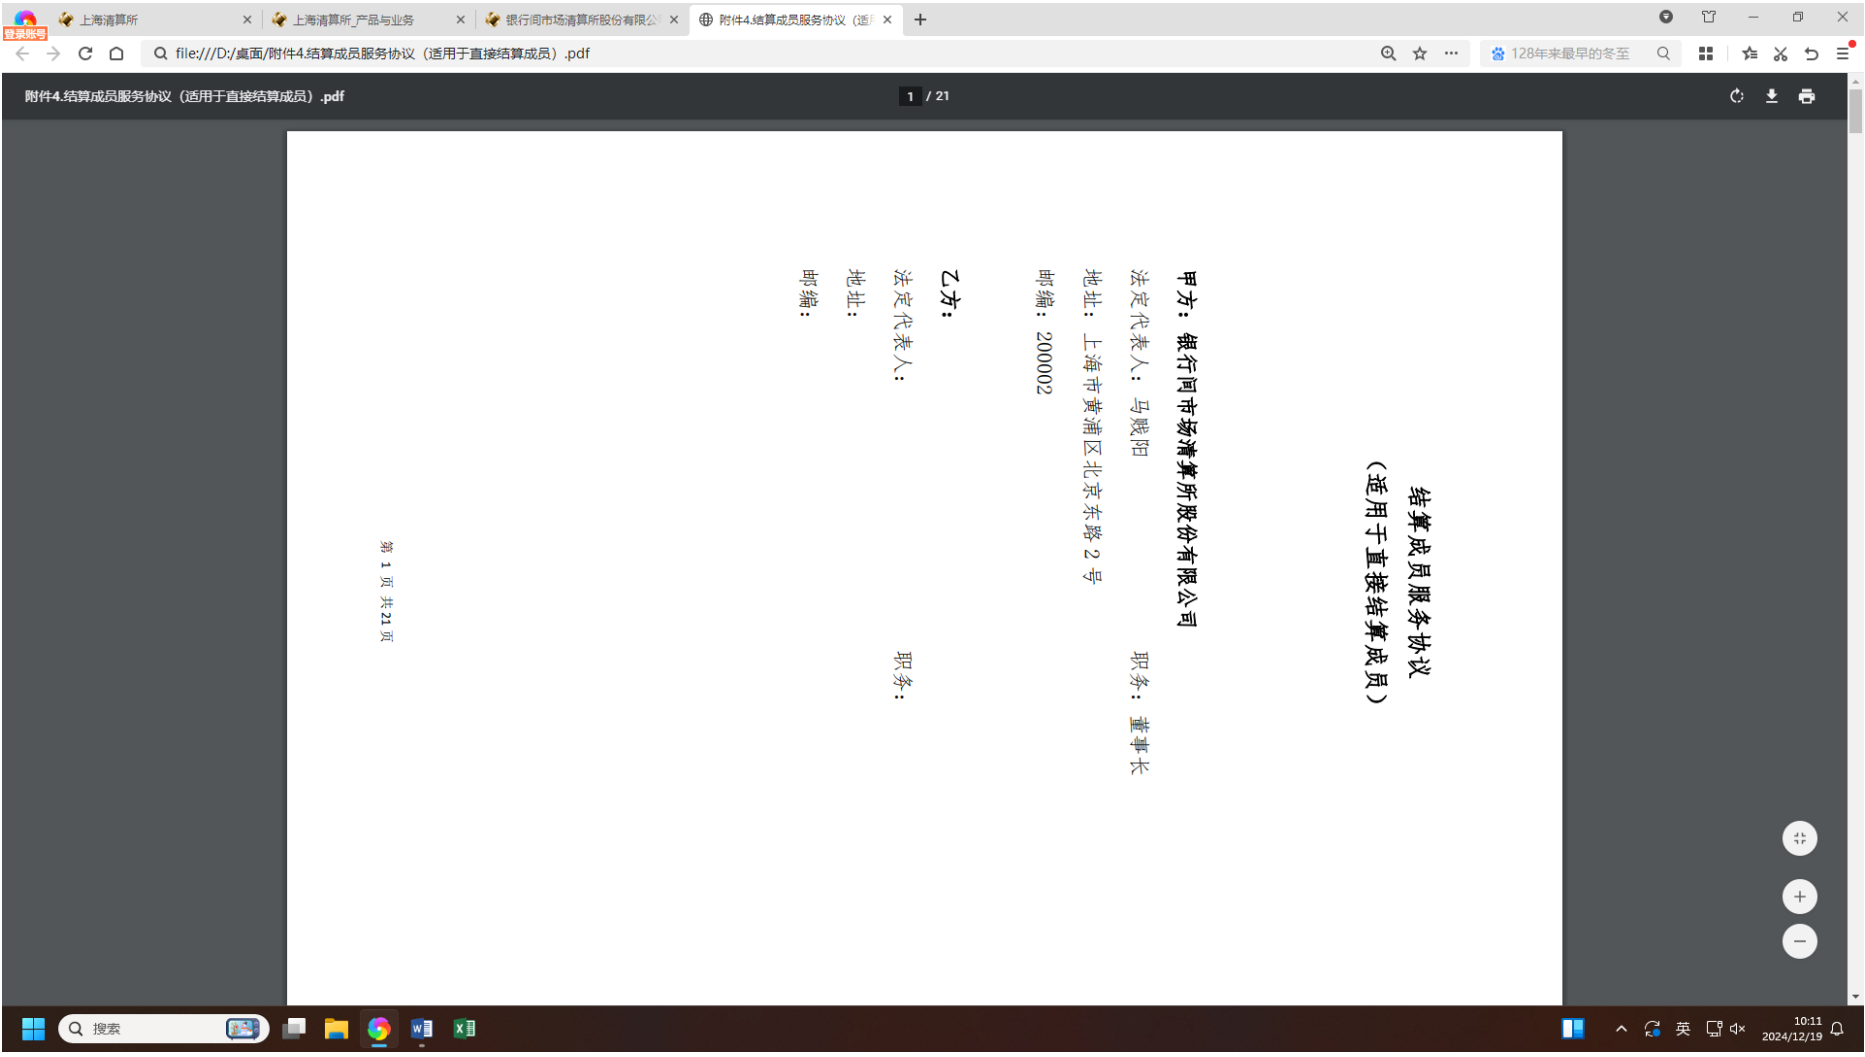 上海清算所
上海清算所_产品与业务
银行间市场清算所股份有限公
附件4.结算成员服务协议（适
登录账号
file:///D:/桌面/附件4.结算成员服务协议（适用于直接结算成员）.pdf
128年来最早的冬至
附件4.结算成员服务协议（适用于直接结算成员）.pdf
1 / 21
结算成员服务协议
（适用于直接结算成员）
甲方：银行间市场清算所股份有限公司
法定代表人：马贱阳 职务：董事长
地址：上海市黄浦区北京东路2号
邮编：200002
乙方：
法定代表人： 职务：
地址：
邮编：
第 1 页 共 21 页
搜索
英
10:11
2024/12/19